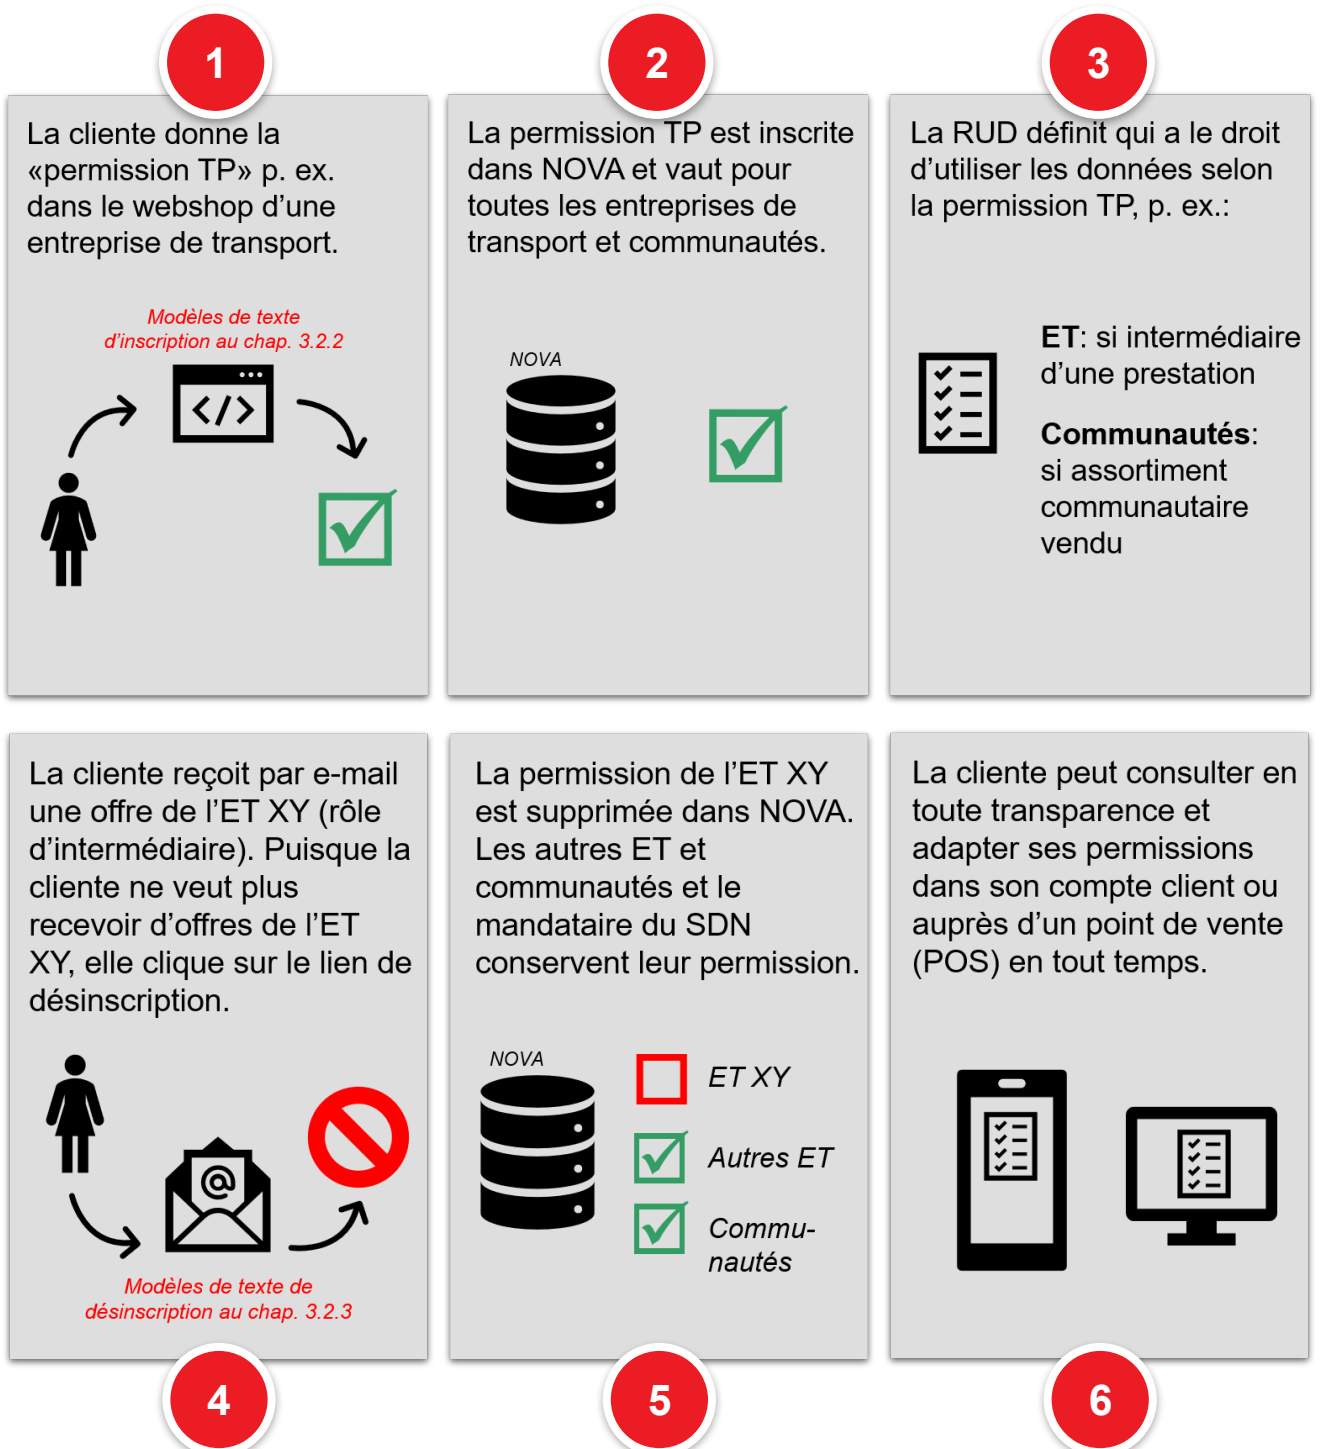 1
La cliente donne la
«permission TP» p. ex.
dans le webshop d’une
entreprise de transport.
Modèles de texte
d’inscription au chap. 3.2.2
</>
2
La permission TP est inscrite
dans NOVA et vaut pour
toutes les entreprises de
transport et communautés.
NOVA
3
La RUD définit qui a le droit
d’utiliser les données selon
la permission TP, p. ex.:
ET: si intermédiaire
d’une prestation
Communautés:
si assortiment
communautaire
vendu
La cliente reçoit par e-mail
une offre de l’ET XY (rôle
d’intermédiaire). Puisque la
cliente ne veut plus
recevoir d’offres de l’ET
XY, elle clique sur le lien de
désinscription.
@
Modèles de texte de
désinscription au chap. 3.2.3
4
La permission de l’ET XY
est supprimée dans NOVA.
Les autres ET et
communautés et le
mandataire du SDN
conservent leur permission.
NOVA
ET XY
Autres ET
Commu-
nautés
5
La cliente peut consulter en
toute transparence et
adapter ses permissions
dans son compte client ou
auprès d’un point de vente
(POS) en tout temps.
6